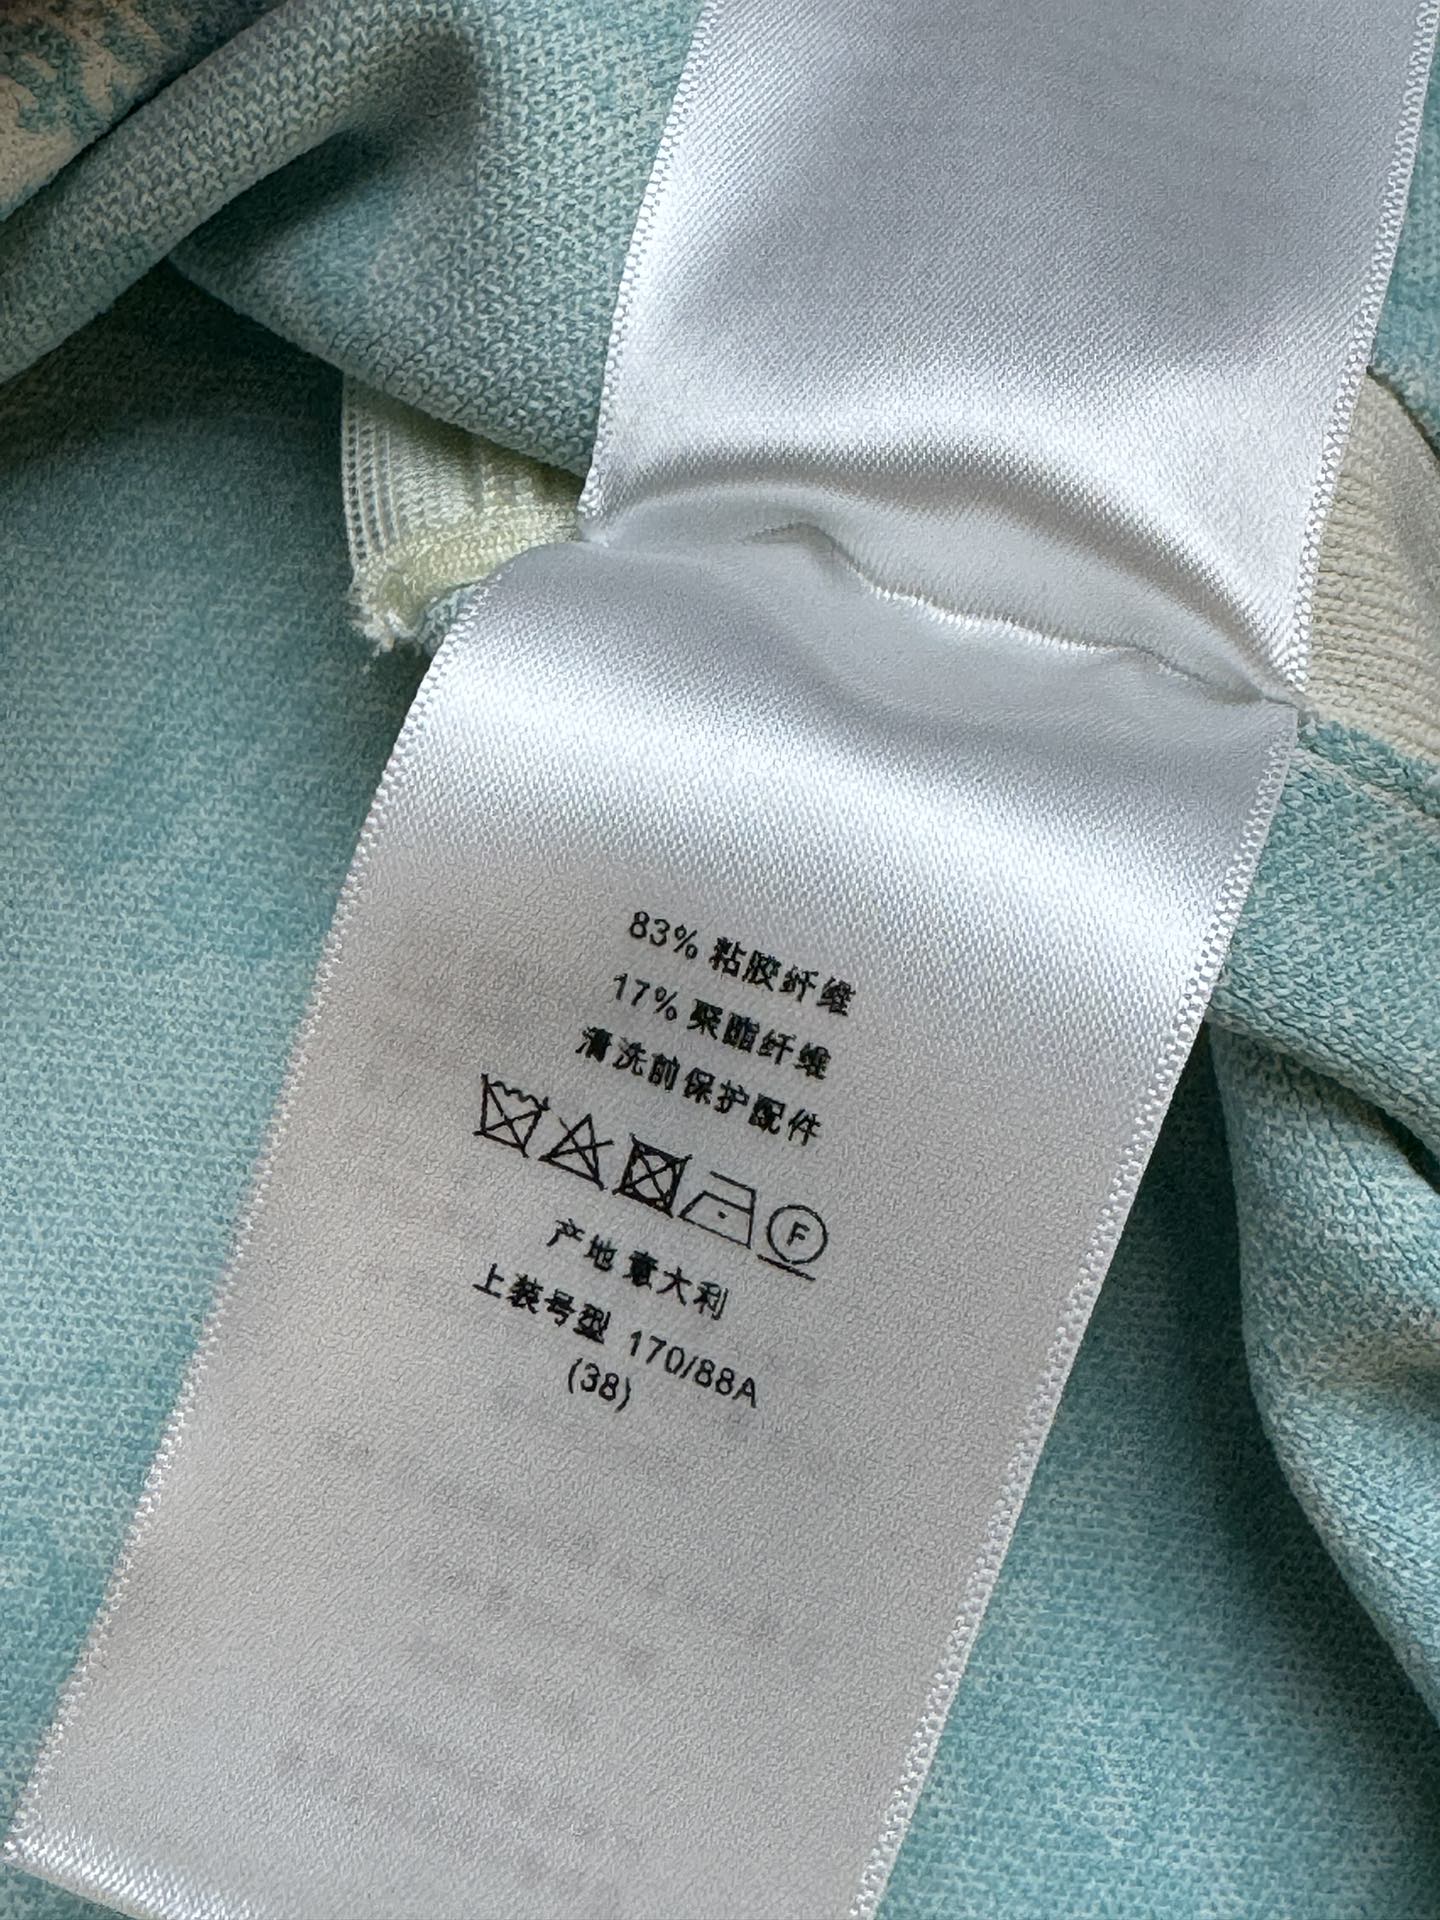 83% 粘胶纤维
17% 聚酯纤维
清洗前保护配件
F
产地 意大利
上装号型 170/88A
(38)